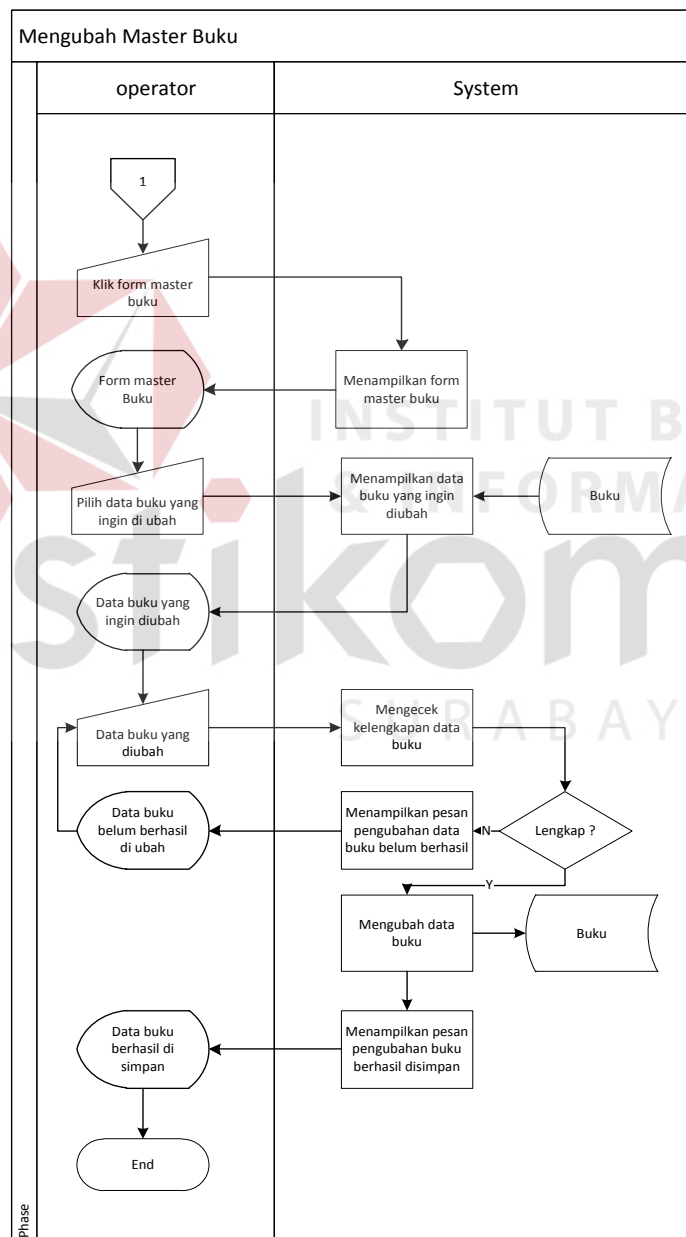 Mengubah Master Buku
operator
System
1
Klik form master
buku
Menampilkan form
master buku
Form master
Buku
Pilih data buku yang
ingin di ubah
Menampilkan data
buku yang ingin
diubah
Buku
Data buku yang
ingin diubah
Data buku yang
diubah
Mengecek
kelengkapan data
buku
Lengkap ?
N
Menampilkan pesan
pengubahan data
buku belum berhasil
Data buku
belum berhasil
di ubah
Y
Mengubah data
buku
Buku
Menampilkan pesan
pengubahan buku
berhasil disimpan
Data buku
berhasil di
simpan
End
Phase
INSTITUT B
& INFORMA
stikom
SURABAY